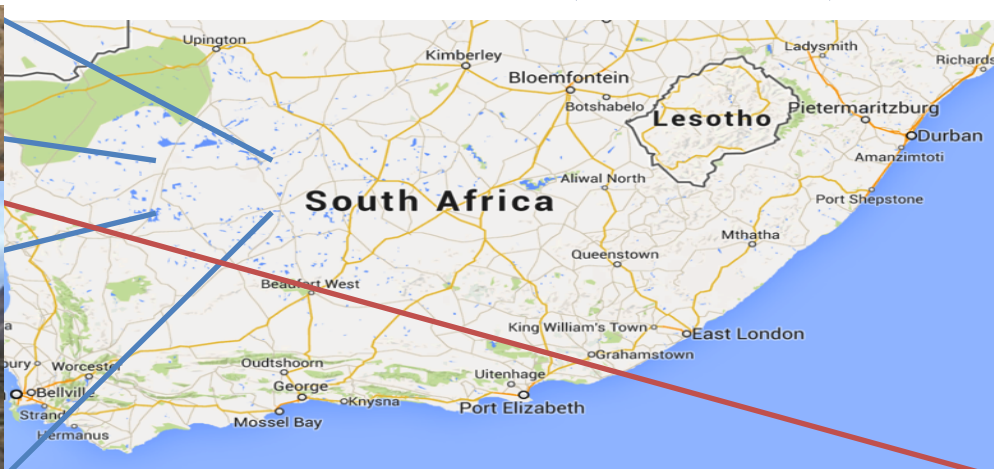 Upington
Ladysmith
Kimberley
Richards
Bloemfontein
Botshabelo
Lesotho
Pietermaritzburg
Durban
Amanzimtoti
Aliwal North
South Africa
Port Shepstone
Mthatha
Queenstown
Beaufort West
King William's Town
East London
Grahamstown
Oudtshoorn
Worcester
Uitenhage
George
Bellville
Knysna
Port Elizabeth
Strand
Mossel Bay
Hermanus